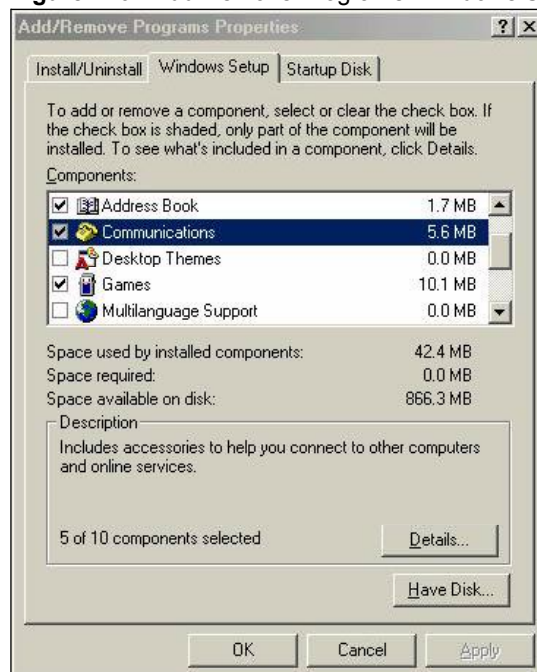 Add/Remove Programs Properties
Install/Uninstall Windows Setup Startup Disk
To add or remove a component, select or clear the check box. If
the check box is shaded, only part of the component will be
installed. To see what's included in a component, click Details.
Components:
Address Book 1.7 MB
Communications 5.6 MB
Desktop Themes 0.0 MB
Games 10.1 MB
Multilanguage Support 0.0 MB
Space used by installed components: 42.4 MB
Space required: 0.0 MB
Space available on disk: 866.3 MB
Description
Includes accessories to help you connect to other computers
and online services.
5 of 10 components selected
Details...
Have Disk...
OK Cancel Apply